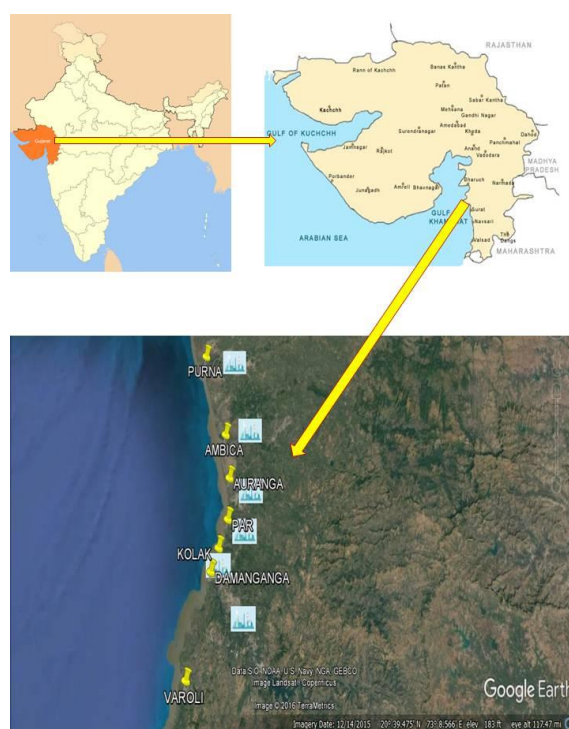 Gujarat
RAJASTHAN
Rann of Kachchh
Banas Kantha
Patan
Sabar Kantha
Kachchh
Mehsana
Gandhi Nagar
GULF OF KUCHCHH
Surendranagar
Amadabad
Kheda
Dahod
Jamnagar
Rajkot
Anand
Panchmahal
Vadodara
MADHYA
PRADESH
Porbander
Junagadh
Amreli
Bhavnagar
Bharuch
Narmada
GULF
KHAMBAT
Surat
Navsari
ARABIAN SEA
Valsad
The
Dangs
MAHARASHTRA
PURNA
AMBICA
AURANGA
PAR
KOLAK
DAMANGANGA
VAROLI
Data SIO, NOAA, U.S. Navy, NGA, GEBCO
Image Landsat / Copernicus
Image © 2016 TerraMetrics
Google Earth
Imagery Date: 12/14/2015 20°39.475' N 73°8.566' E elev 183 ft eye alt 117.47 mi